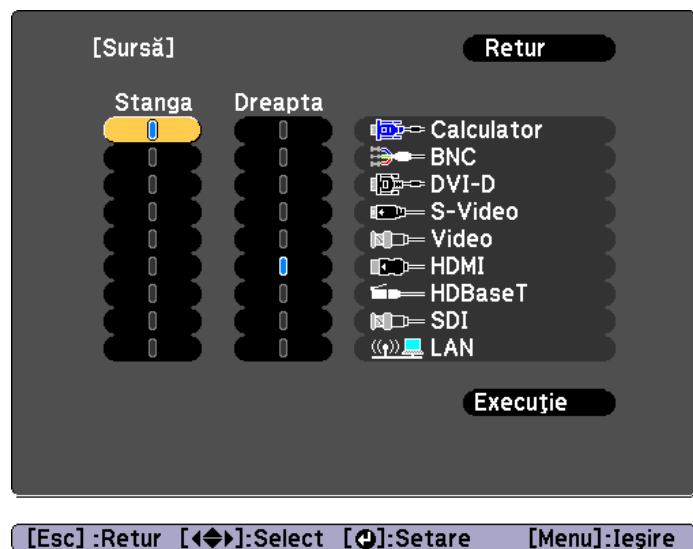 [Sursă] Retur
Stanga Dreapta
Calculator
BNC
DVI-D
S-Video
Video
HDMI
HDBaseT
SDI
LAN
Execuţie
[Esc] :Retur []:Select []:Setare [Menu]:Ieşire